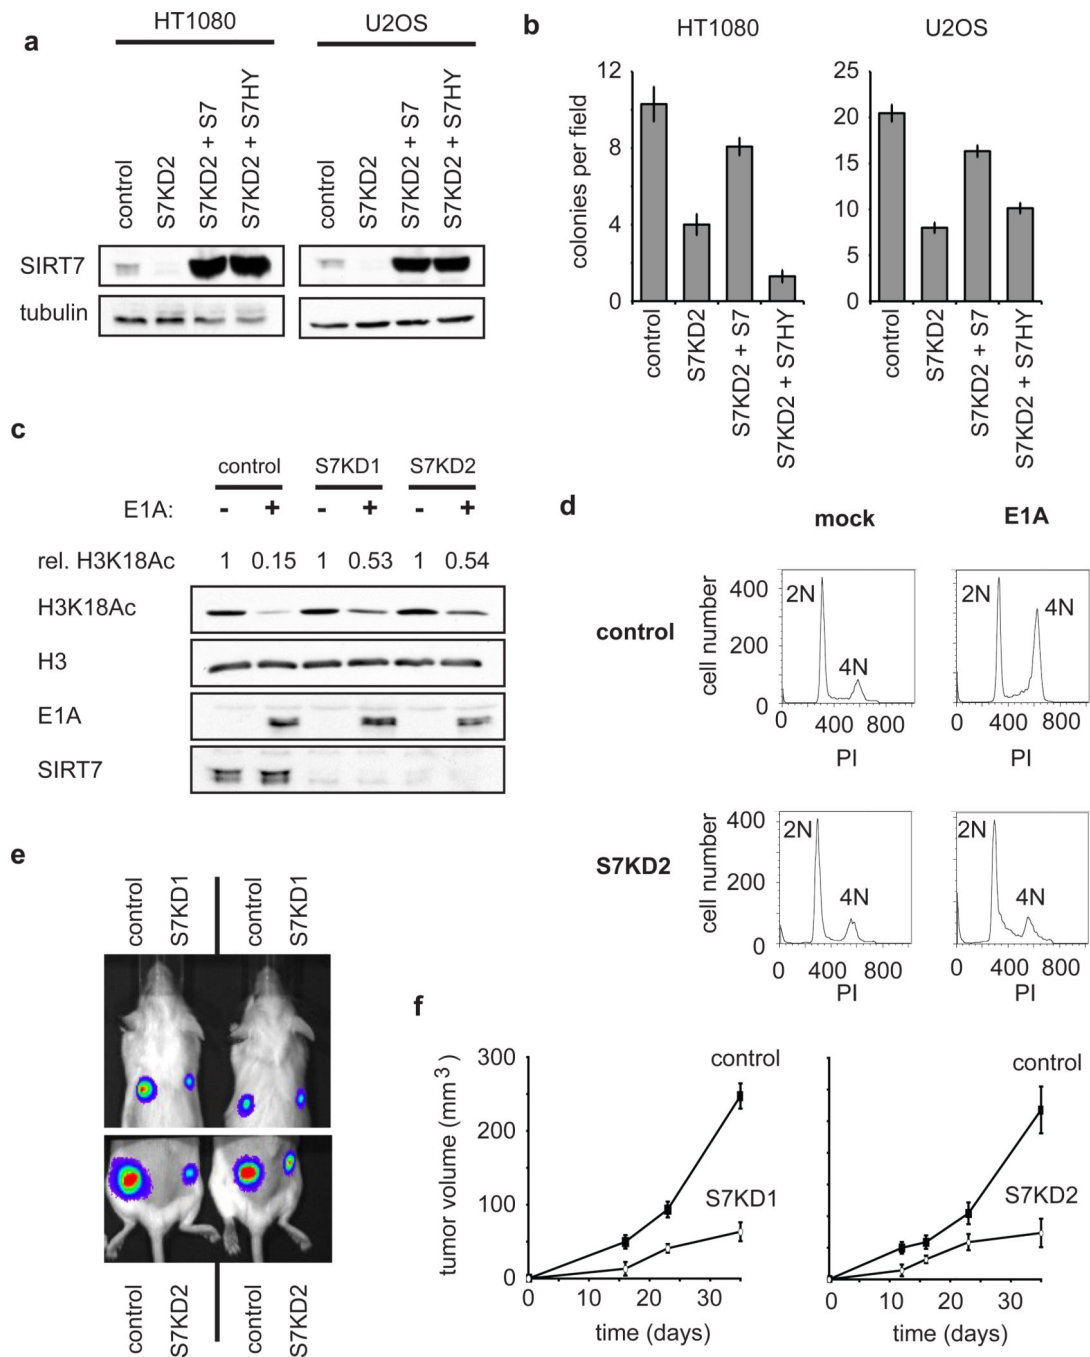 a
HT1080
U2OS
control
S7KD2
S7KD2 + S7
S7KD2 + S7HY
control
S7KD2
S7KD2 + S7
S7KD2 + S7HY
SIRT7
tubulin
b
HT1080
U2OS
colonies per field
12
8
4
0
control
S7KD2
S7KD2 + S7
S7KD2 + S7HY
25
20
15
10
5
0
control
S7KD2
S7KD2 + S7
S7KD2 + S7HY
c
control S7KD1 S7KD2
E1A: - + - + - +
rel. H3K18Ac 1 0.15 1 0.53 1 0.54
H3K18Ac
H3
E1A
SIRT7
d
mock E1A
control
cell number
400
200
0
2N
4N
0 400 800
PI
2N
4N
0 400 800
PI
S7KD2
cell number
400
200
0
2N
4N
0 400 800
PI
2N
4N
0 400 800
PI
e
control
S7KD1
control
S7KD1
control
S7KD2
control
S7KD2
f
tumor volume (mm3)
300
200
100
0
control
S7KD1
0 10 20 30
time (days)
control
S7KD2
0 10 20 30
time (days)